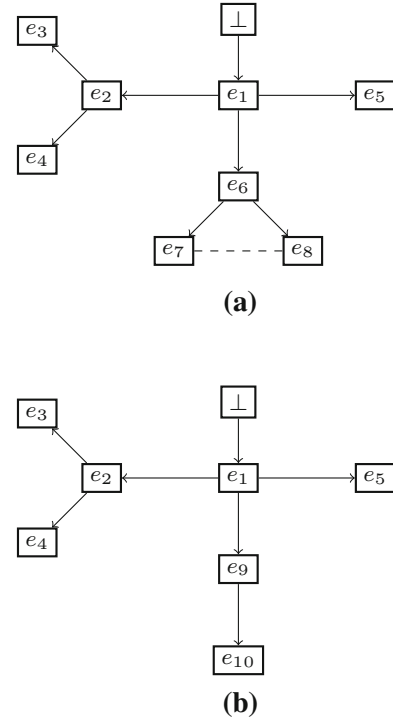 ⊥
e₃
e₂ e₁ e₅
e₄
e₆
e₇ e₈
(a)
⊥
e₃
e₂ e₁ e₅
e₄
e₉
e₁₀
(b)